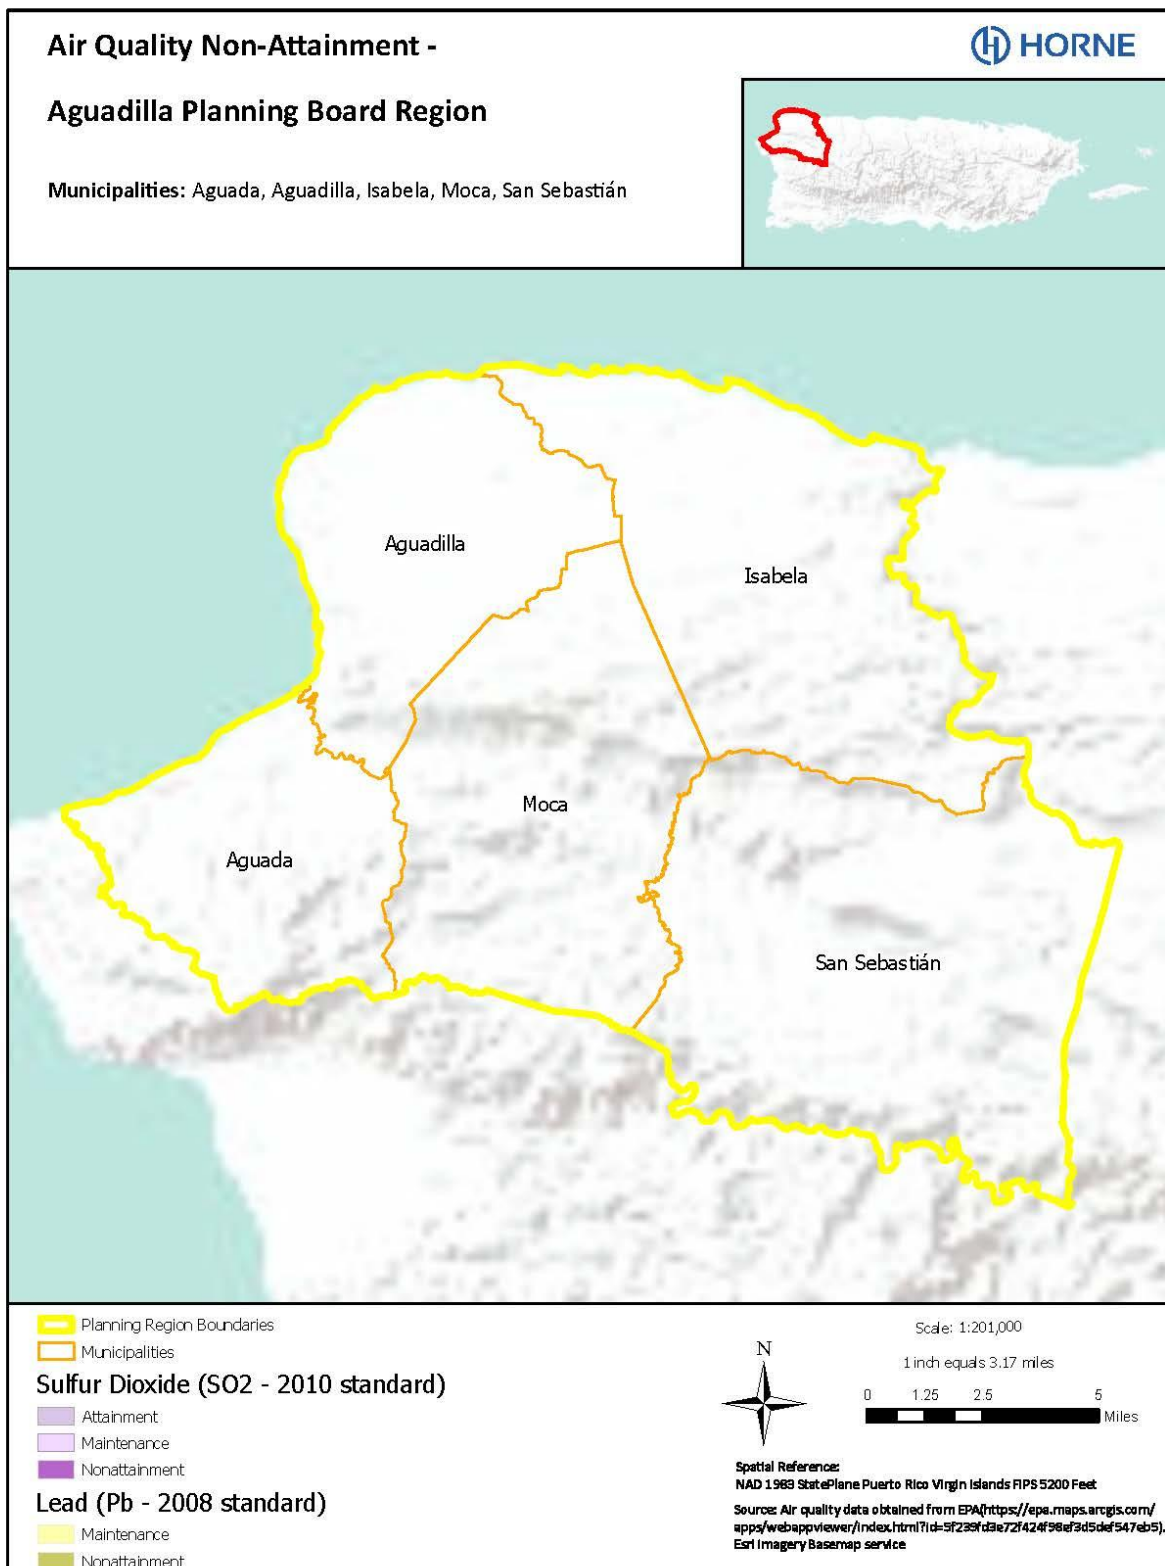 Air Quality Non-Attainment -
HORNE
Aguadilla Planning Board Region
Municipalities: Aguada, Aguadilla, Isabela, Moca, San Sebastián
Aguadilla
Isabela
Moca
Aguada
San Sebastián
Planning Region Boundaries
Municipalities
Sulfur Dioxide (SO2 - 2010 standard)
Attainment
Maintenance
Nonattainment
Lead (Pb - 2008 standard)
Maintenance
Nonattainment
N
Scale: 1:201,000
1 inch equals 3.17 miles
0 1.25 2.5 5
Miles
Spatial Reference:
NAD 1983 StatePlane Puerto Rico Virgin Islands FIPS 5200 Feet
Source: Air quality data obtained from EPA(https://epa.maps.arcgis.com/
apps/webappviewer/index.html?id=5f239fd3e72f424f98ef3d5def547eb5).
Esri Imagery Basemap service